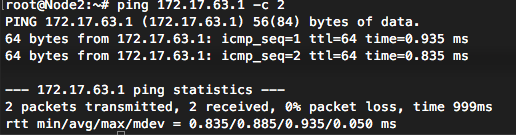 root@Node2:~# ping 172.17.63.1 -c 2
PING 172.17.63.1 (172.17.63.1) 56(84) bytes of data.
64 bytes from 172.17.63.1: icmp_seq=1 ttl=64 time=0.935 ms
64 bytes from 172.17.63.1: icmp_seq=2 ttl=64 time=0.835 ms
--- 172.17.63.1 ping statistics ---
2 packets transmitted, 2 received, 0% packet loss, time 999ms
rtt min/avg/max/mdev = 0.835/0.885/0.935/0.050 ms